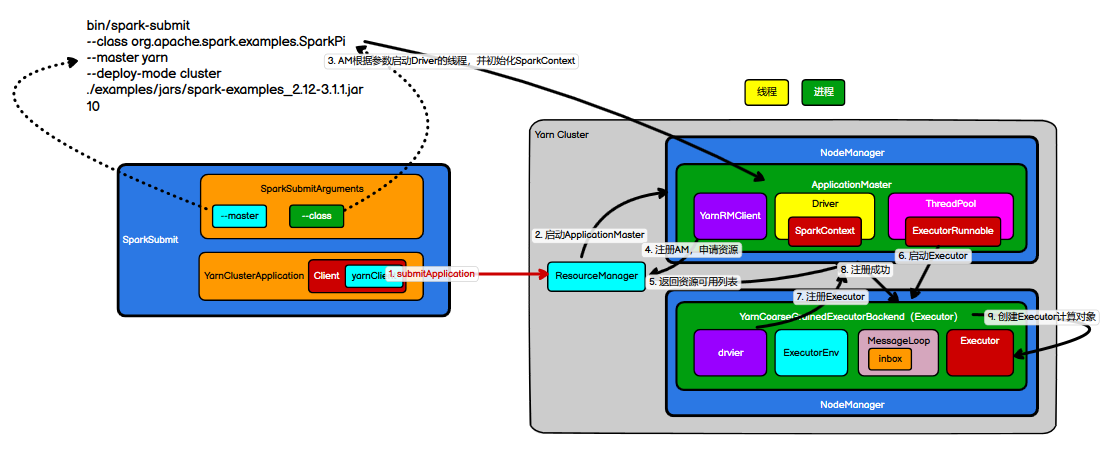 bin/spark-submit
--class org.apache.spark.examples.SparkPi
--master yarn
--deploy-mode cluster
./examples/jars/spark-examples_2.12-3.1.1.jar
10
3. AM根据参数启动Driver的线程，并初始化SparkContext
线程
进程
Yarn Cluster
NodeManager
ApplicationMaster
YarnRMClient
Driver
SparkContext
ThreadPool
ExecutorRunnable
SparkSubmit
SparkSubmitArguments
--master
--class
YarnClusterApplication
Client
1. submitApplication
2. 启动ApplicationMaster
ResourceManager
4. 注册AM，申请资源
5. 返回资源可用列表
6. 启动Executor
8. 注册成功
7. 注册Executor
YarnCoarseGrainedExecutorBackend（Executor）
9. 创建Executor计算对象
drvier
ExecutorEnv
MessageLoop
inbox
Executor
NodeManager